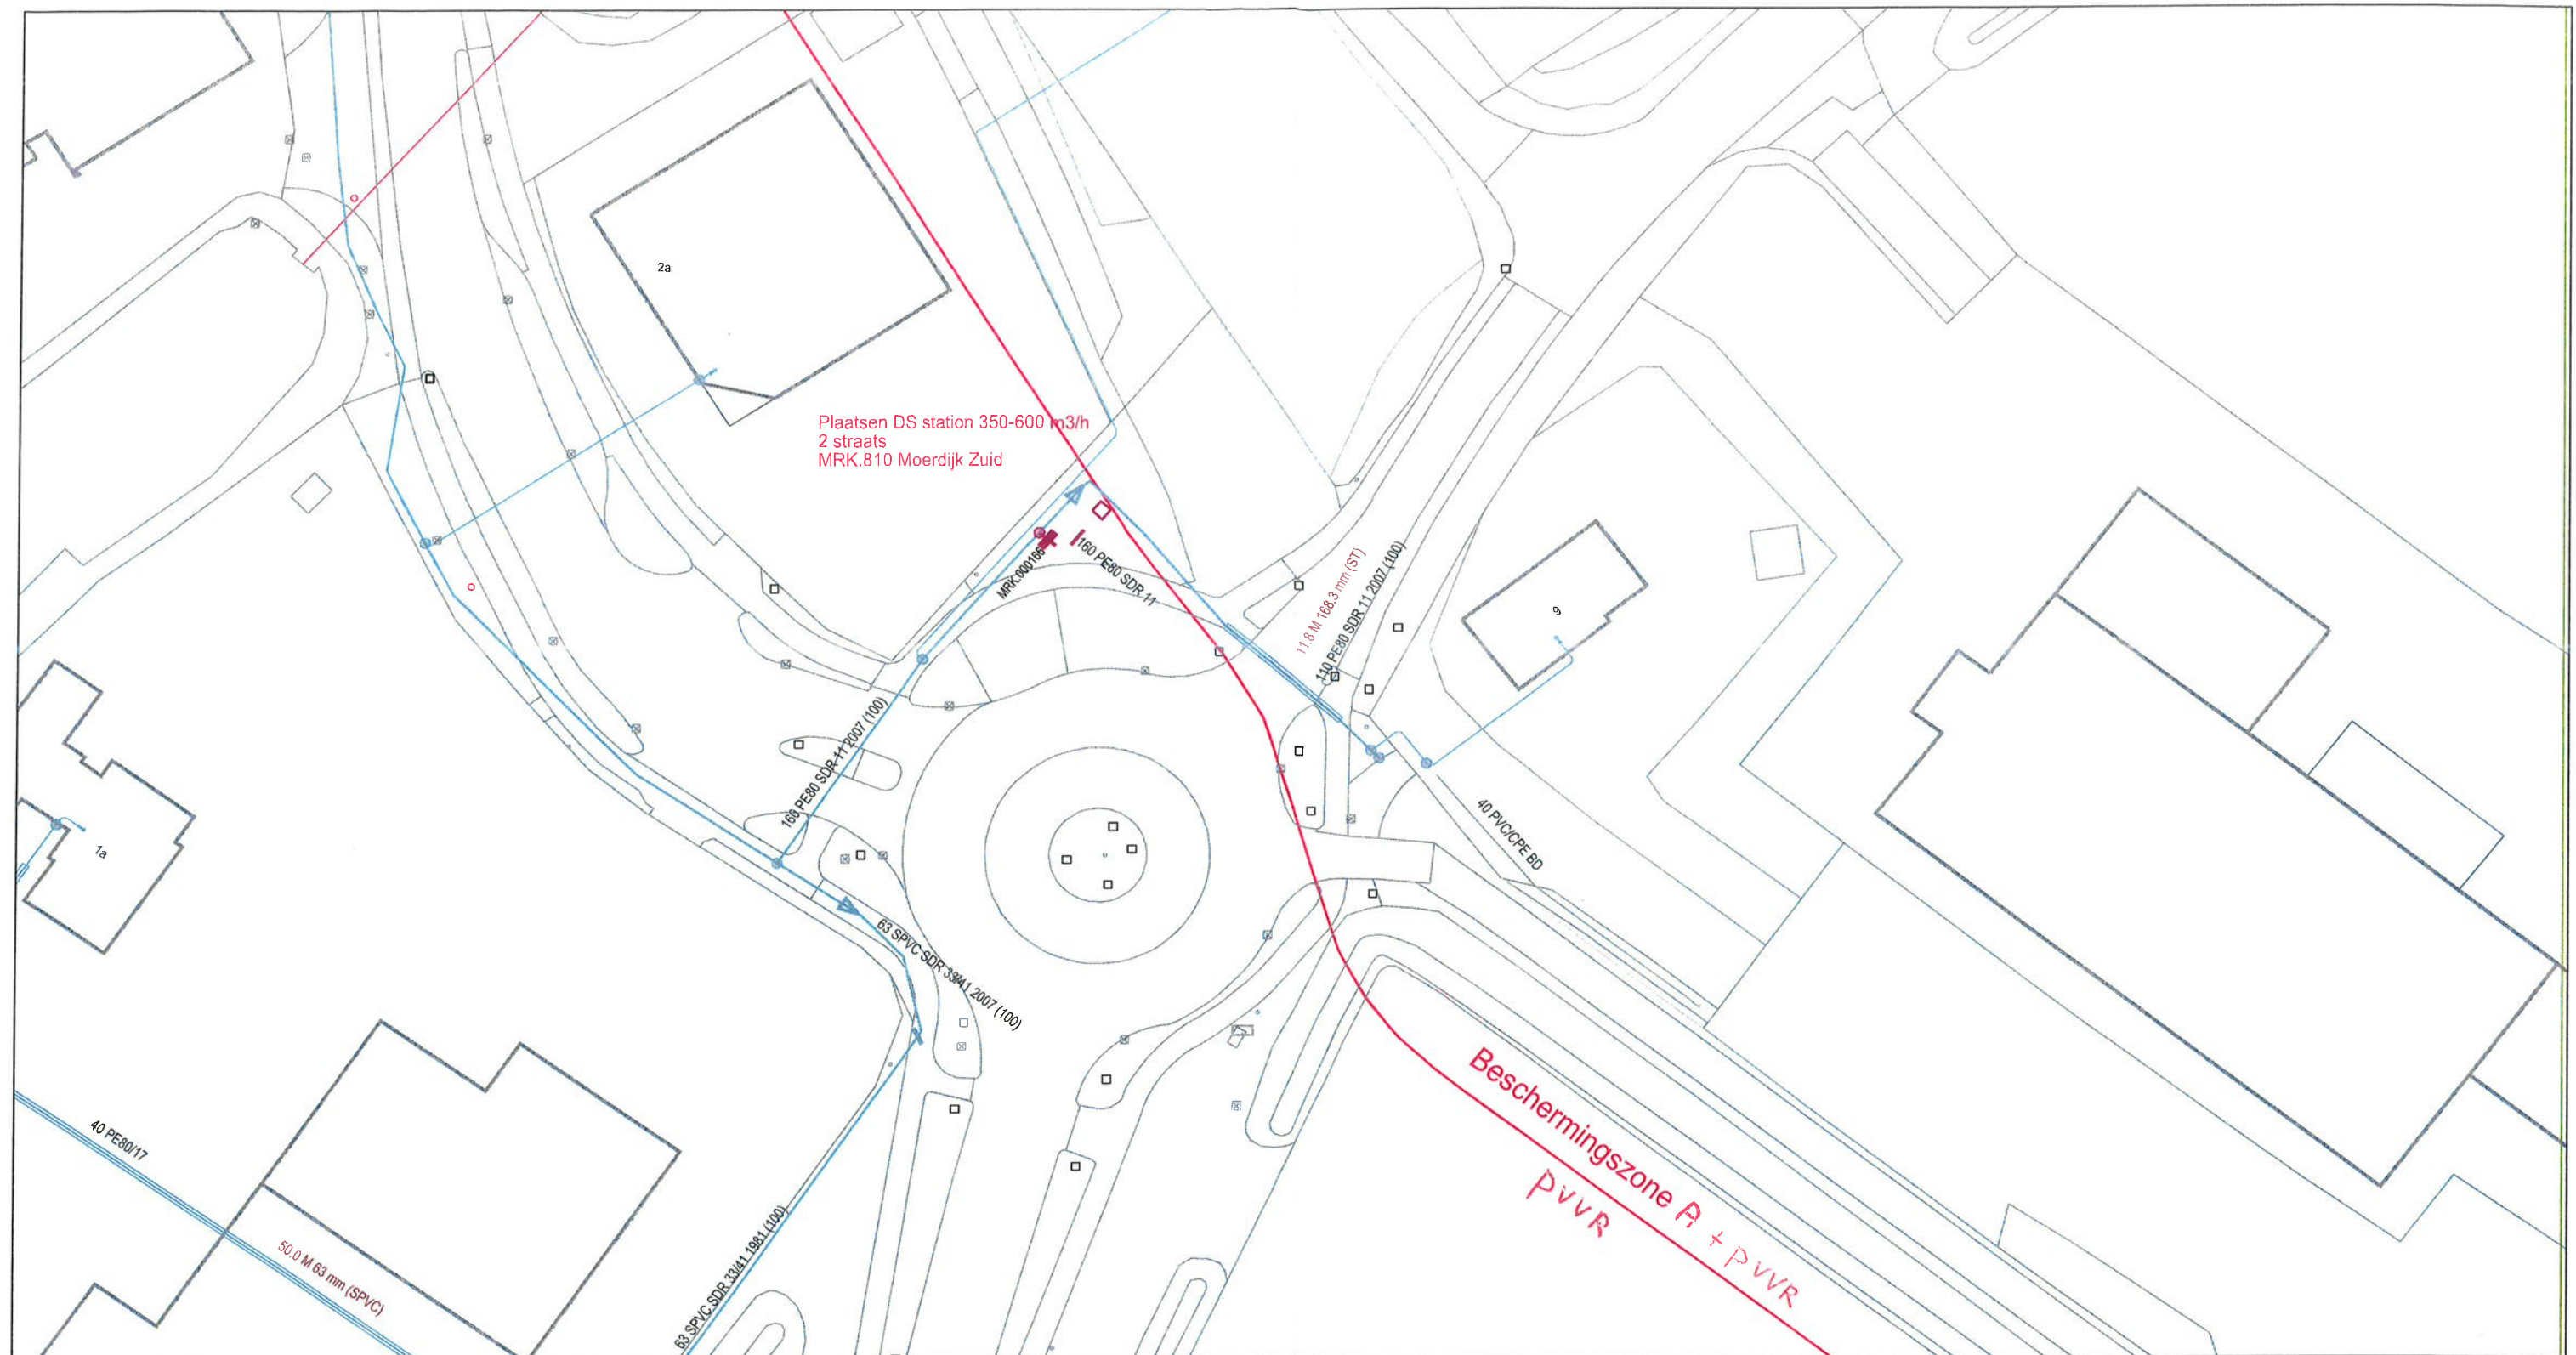 2a
Plaatsen DS station 350-600 m3/h
2 straats
MRK.810 Moerdijk Zuid
MRK.000166
160 PE80 SDR 11
11.8 M 168.3 mm (ST)
110 PE80 SDR 11 2007 (100)
9
160 PE80 SDR 11 2007 (100)
40 PVC/CPE BD
1a
63 SPVC SDR 33/41 2007 (100)
40 PE80/17
50.0 M 63 mm (SPVC)
63 SPVC SDR 33/41 1981 (100)
Beschermingszone A + PVVR
PVVR